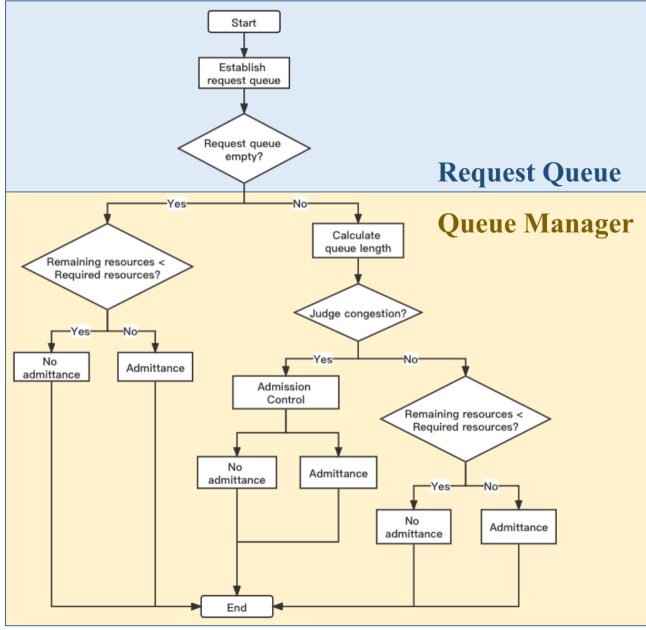 Start
Establish
request queue
Request queue
empty?
Request Queue
Queue Manager
Yes
No
Remaining resources <
Required resources?
Calculate
queue length
Judge congestion?
Yes
No
No
admittance
Admittance
Yes
No
Admission
Control
Remaining resources <
Required resources?
No
admittance
Admittance
Yes
No
No
admittance
Admittance
End